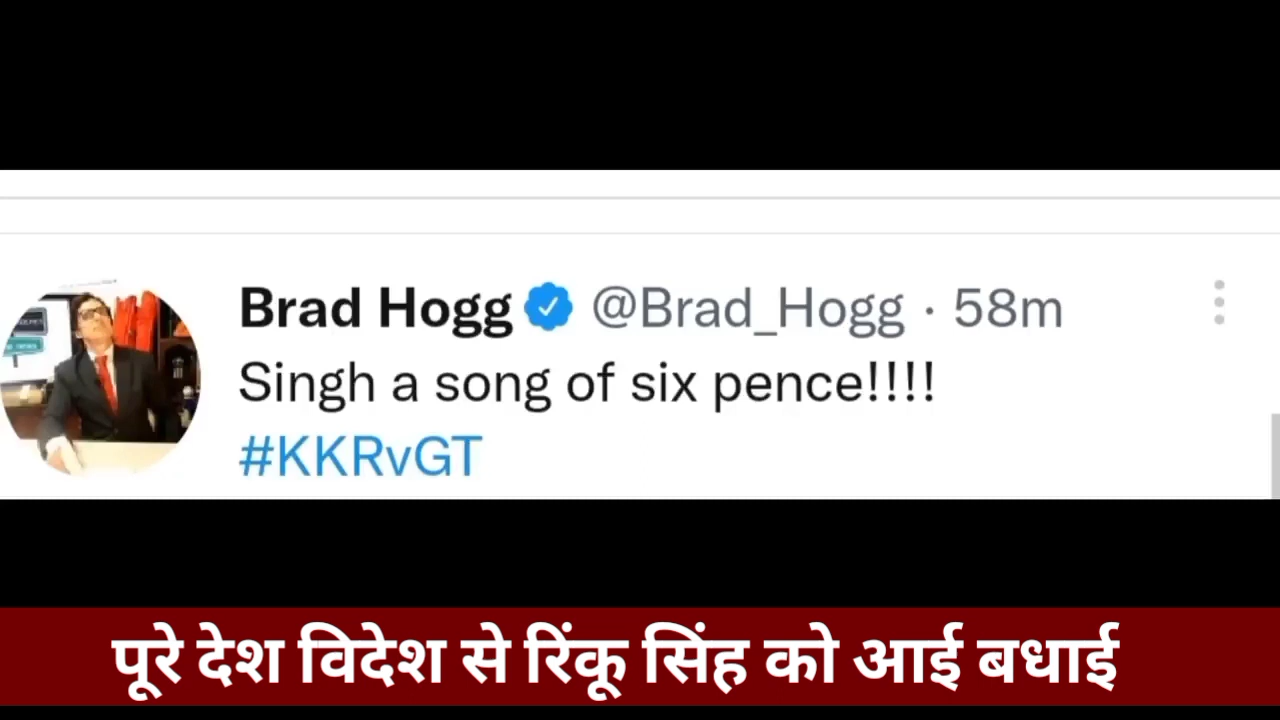 Brad Hogg @Brad_Hogg · 58m
Singh a song of six pence!!!!
#KKRvGT
पूरे देश विदेश से रिंकू सिंह को आई बधाई